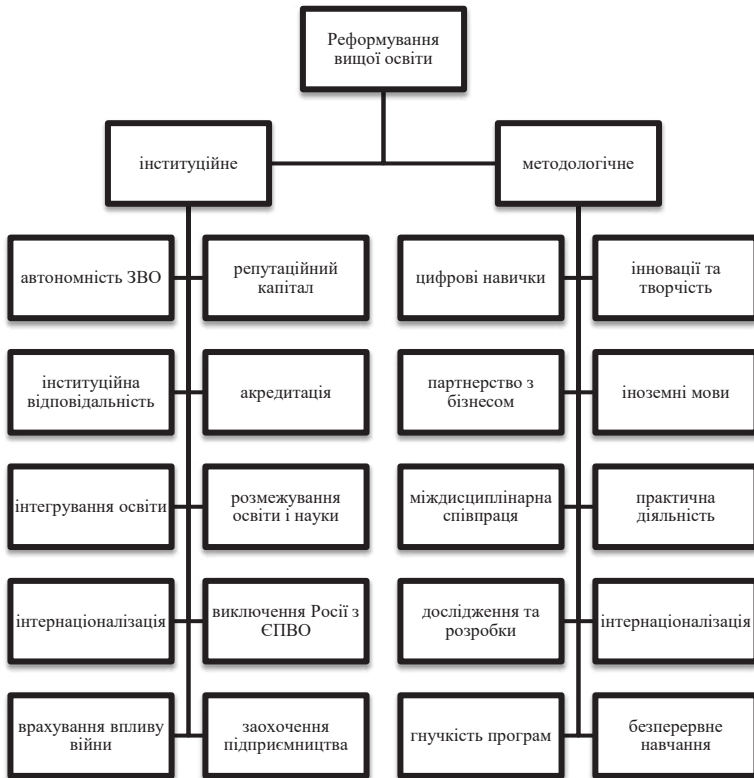 Реформування
вищої освіти
інституційне
методологічне
автономність ЗВО
репутаційний
капітал
цифрові навички
інновації та
творчість
інституційна
відповідальність
акредитація
партнерство з
бізнесом
іноземні мови
інтегрування освіти
розмежування
освіти і науки
міждисциплінарна
співпраця
практична
діяльність
інтернаціоналізація
виключення Росії з
ЄПВО
дослідження та
розробки
інтернаціоналізація
врахування впливу
війни
заохочення
підприємництва
гнучкість програм
безперервне
навчання